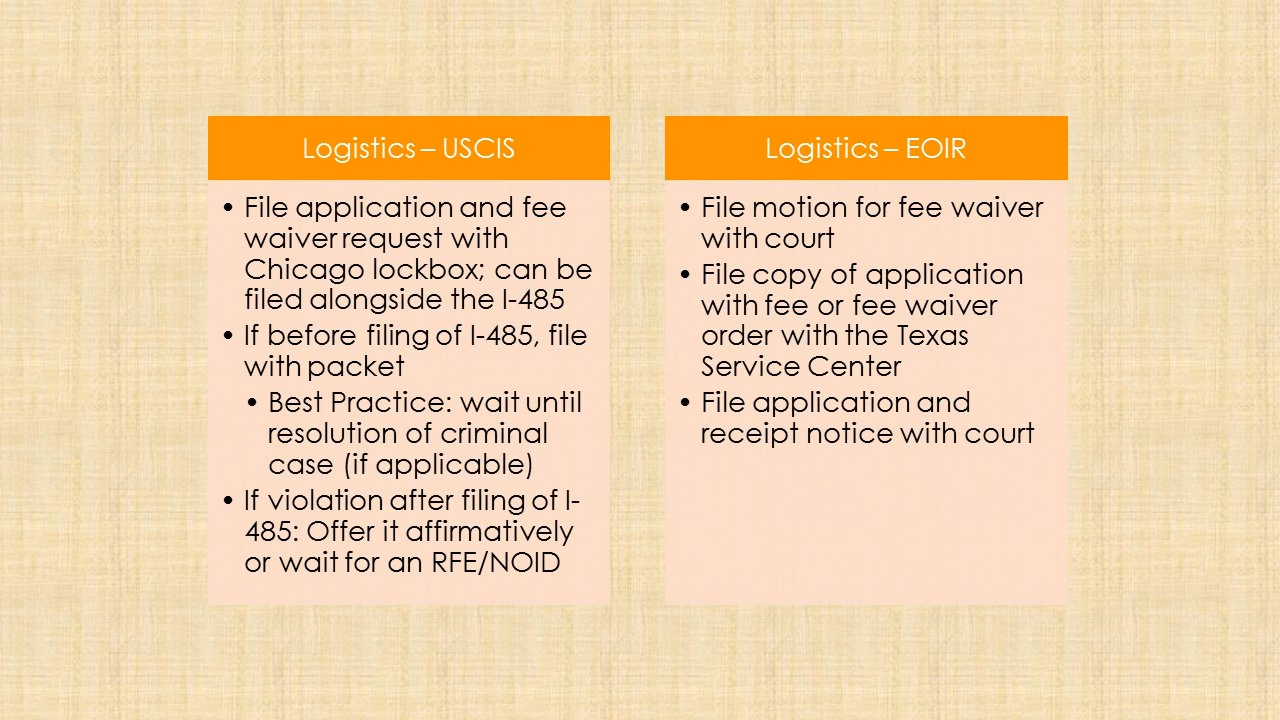 Logistics – USCIS
• File application and fee
waiver request with
Chicago lockbox; can be
filed alongside the I-485
• If before filing of I-485, file
with packet
• Best Practice: wait until
resolution of criminal
case (if applicable)
• If violation after filing of I-
485: Offer it affirmatively
or wait for an RFE/NOID
Logistics – EOIR
• File motion for fee waiver
with court
• File copy of application
with fee or fee waiver
order with the Texas
Service Center
• File application and
receipt notice with court